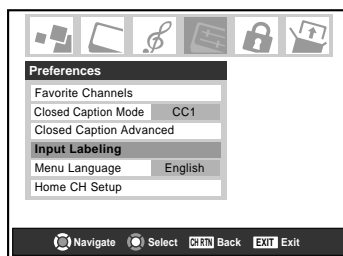 Preferences
Favorite Channels
Closed Caption Mode CC1
Closed Caption Advanced
Input Labeling
Menu Language English
Home CH Setup
Navigate Select CH RTN Back EXIT Exit